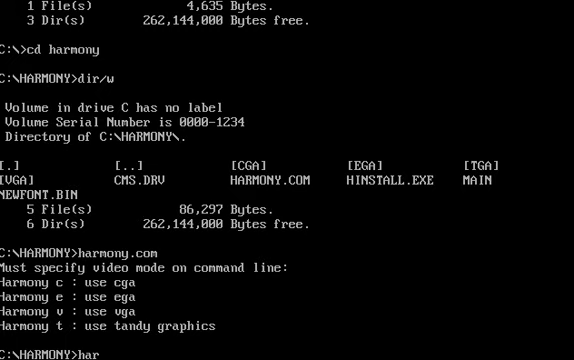 1 File(s)          4,635 Bytes.
3 Dir(s)     262,144,000 Bytes free.
C:\>cd harmony
C:\HARMONY>dir/w
Volume in drive C has no label
Volume Serial Number is 0000-1234
Directory of C:\HARMONY\.
[.]            [..]           [CGA]          [EGA]          [TGA]
[VGA]          CMS.DRV        HARMONY.COM    HINSTALL.EXE   MAIN
NEWFONT.BIN
5 File(s)         86,297 Bytes.
6 Dir(s)     262,144,000 Bytes free.
C:\HARMONY>harmony.com
Must specify video mode on command line:
Harmony c : use cga
Harmony e : use ega
Harmony v : use vga
Harmony t : use tandy graphics
C:\HARMONY>har